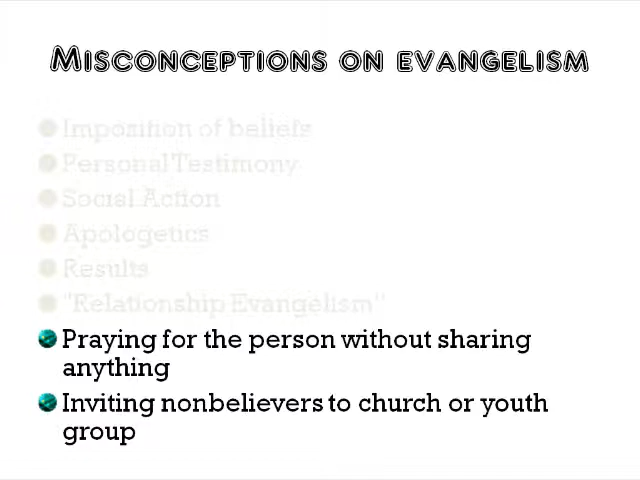 Misconceptions on evangelism
Imposition of beliefs
Personal Testimony
Social Action
Apologetics
Results
"Relationship Evangelism"
Praying for the person without sharing
anything
Inviting nonbelievers to church or youth
group